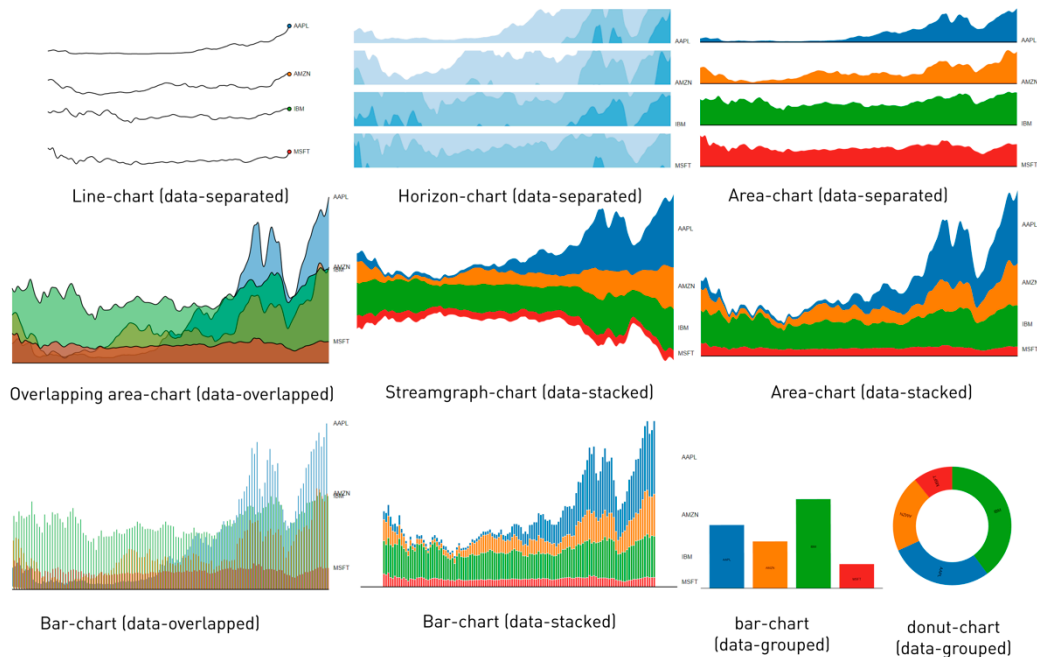 AAPL
AMZN
IBM
MSFT
Line-chart (data-separated)
AAPL
AMZN
IBM
MSFT
Horizon-chart (data-separated)
AAPL
AMZN
IBM
MSFT
Area-chart (data-separated)
AAPL
AMZN
IBM
MSFT
Overlapping area-chart (data-overlapped)
AAPL
AMZN
IBM
MSFT
Streamgraph-chart (data-stacked)
AAPL
AMZN
IBM
MSFT
Area-chart (data-stacked)
AAPL
AMZN
IBM
MSFT
Bar-chart (data-overlapped)
AAPL
AMZN
IBM
MSFT
Bar-chart (data-stacked)
bar-chart
(data-grouped)
donut-chart
(data-grouped)